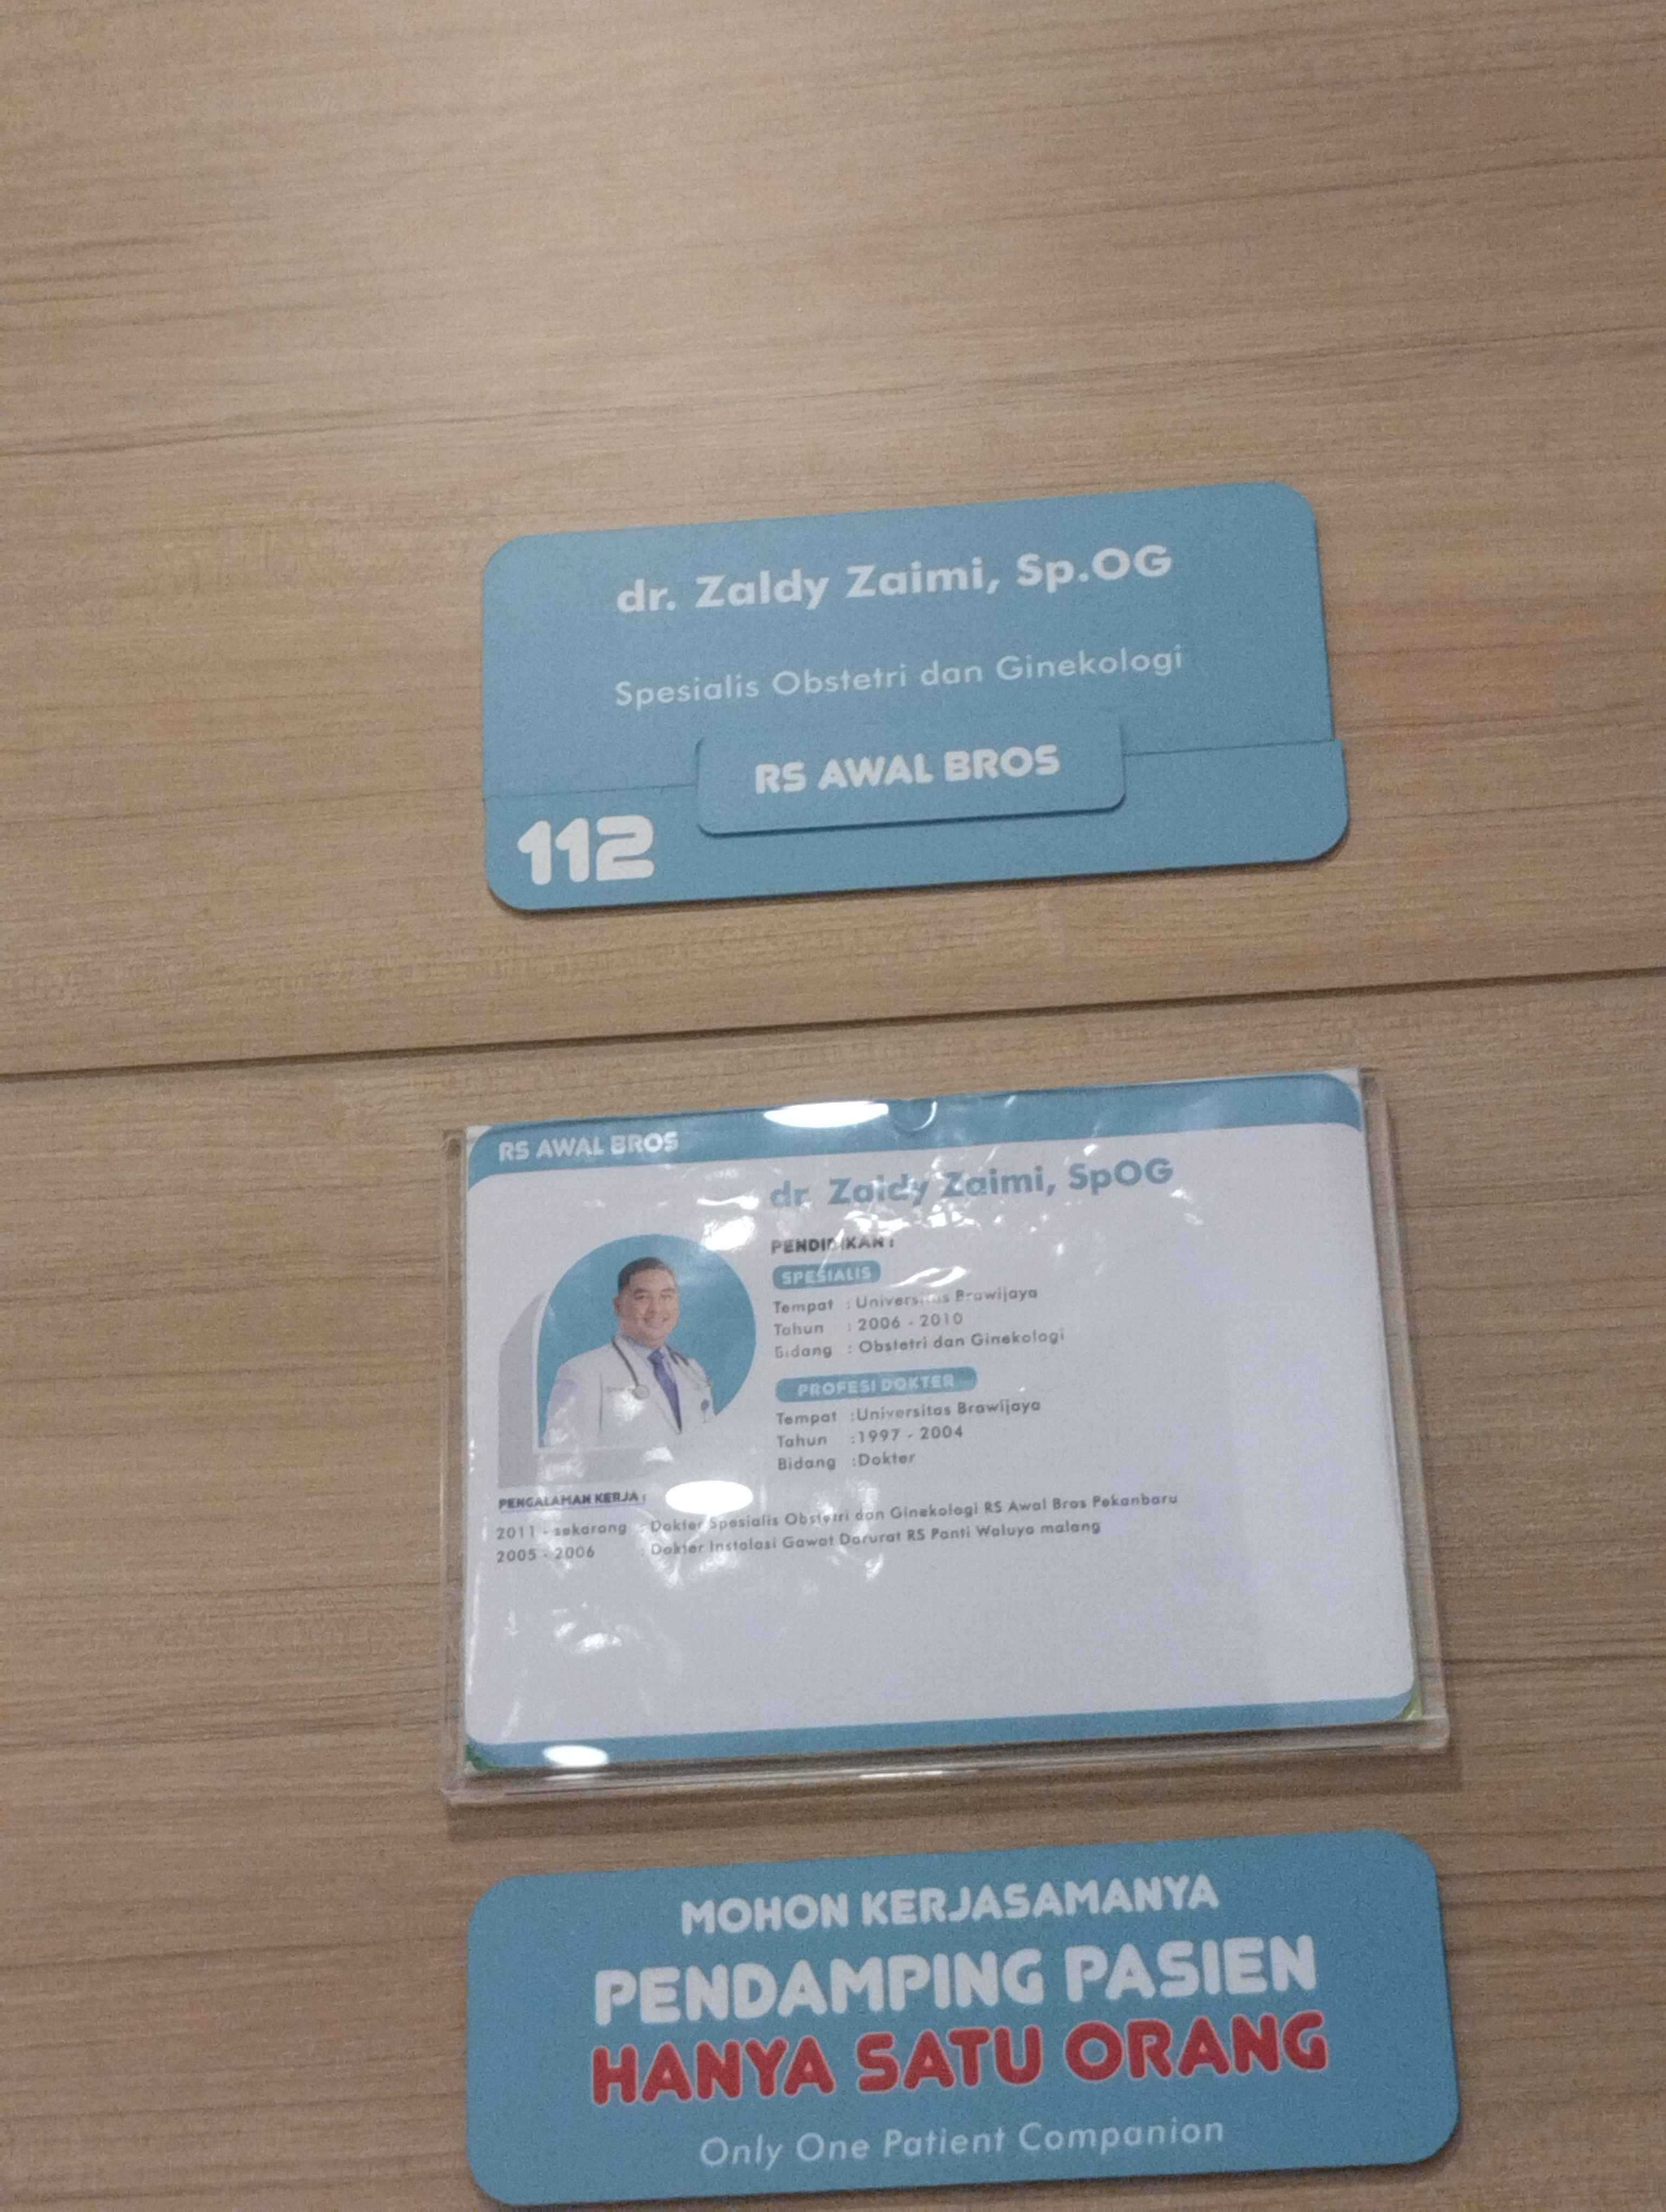 dr. Zaldy Zaimi, Sp.OG
Spesialis Obstetri dan Ginekologi
RS AWAL BROS
112
RS AWAL BROS
dr. Zaldy Zaimi, SpOG
PENDIDIKAN :
SPESIALIS
Tempat : Universitas Brawijaya
Tahun : 2006 - 2010
Bidang : Obstetri dan Ginekologi
PROFESI DOKTER
Tempat :Universitas Brawijaya
Tahun :1997 - 2004
Bidang :Dokter
PENGALAMAN KERJA :
2011 - sekarang : Dokter Spesialis Obstetri dan Ginekologi RS Awal Bros Pekanbaru
2005 - 2006 : Dokter Instalasi Gawat Darurat RS Panti Waluya malang
MOHON KERJASAMANYA
PENDAMPING PASIEN
HANYA SATU ORANG
Only One Patient Companion